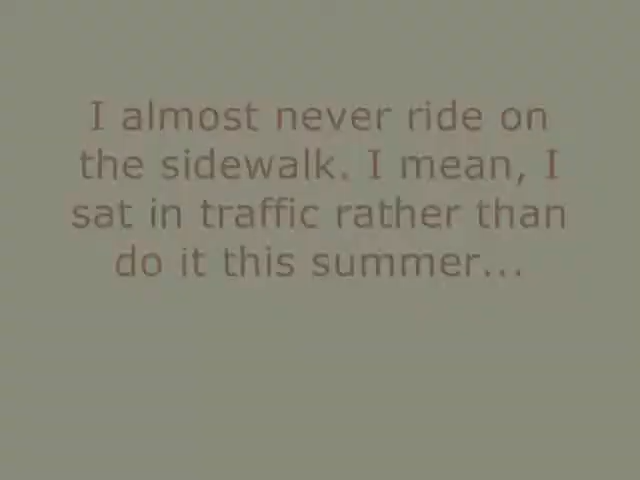 I almost never ride on
the sidewalk. I mean, I
sat in traffic rather than
do it this summer...